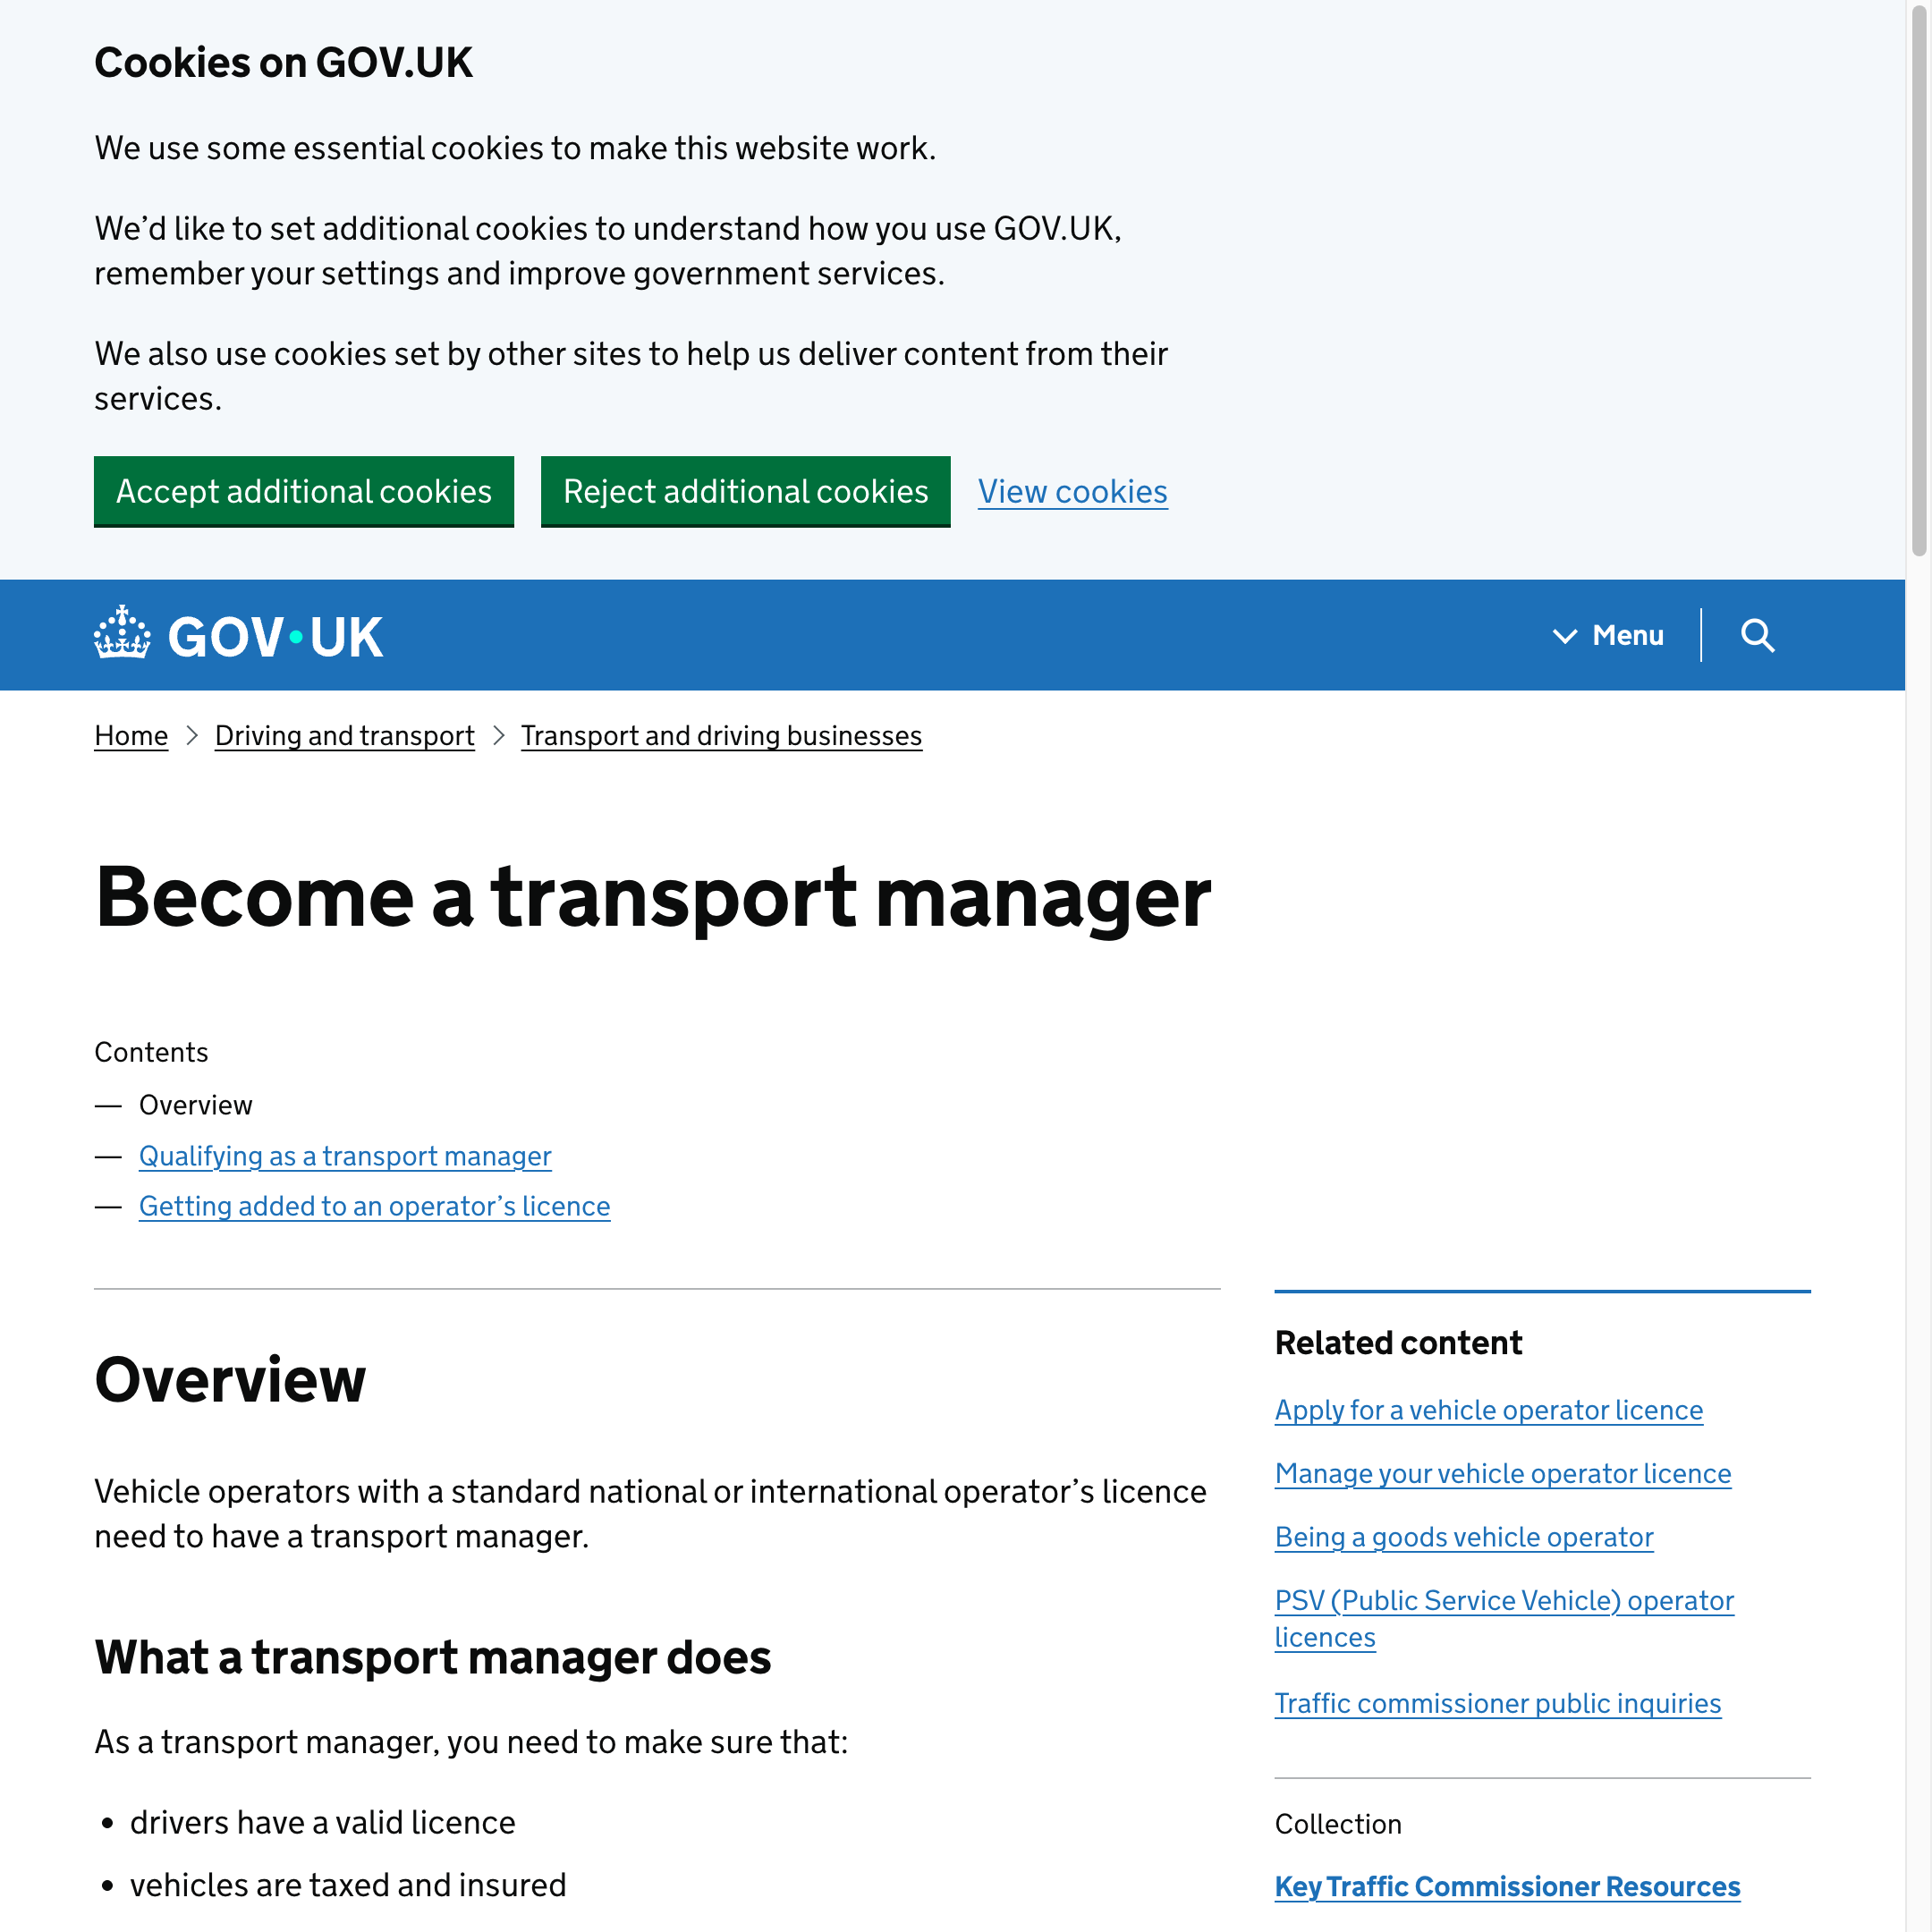 Cookies on GOV.UK
We use some essential cookies to make this website work.
We’d like to set additional cookies to understand how you use GOV.UK,
remember your settings and improve government services.
We also use cookies set by other sites to help us deliver content from their
services.
Accept additional cookies
Reject additional cookies
View cookies
GOV·UK
Menu
Home
Driving and transport
Transport and driving businesses
Become a transport manager
Contents
— Overview
— Qualifying as a transport manager
— Getting added to an operator’s licence
Overview
Vehicle operators with a standard national or international operator’s licence
need to have a transport manager.
What a transport manager does
As a transport manager, you need to make sure that:
• drivers have a valid licence
• vehicles are taxed and insured
Related content
Apply for a vehicle operator licence
Manage your vehicle operator licence
Being a goods vehicle operator
PSV (Public Service Vehicle) operator
licences
Traffic commissioner public inquiries
Collection
Key Traffic Commissioner Resources